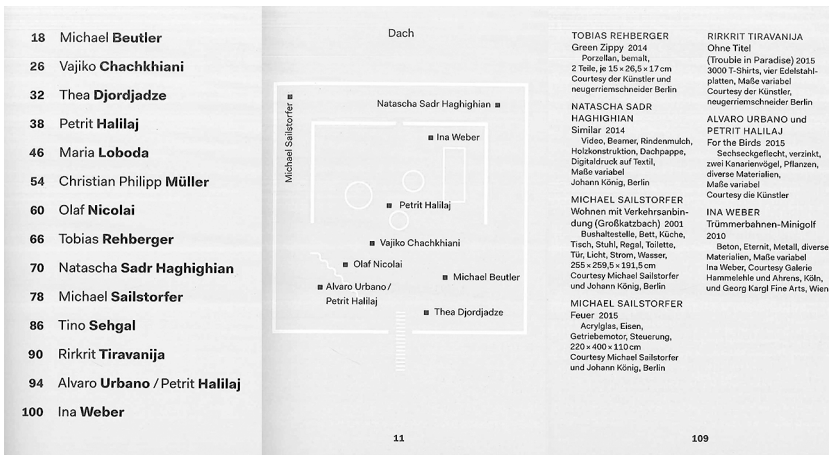 18 Michael Beutler
26 Vajiko Chachkhiani
32 Thea Djordjadze
38 Petrit Halilaj
46 Maria Loboda
54 Christian Philipp Müller
60 Olaf Nicolai
66 Tobias Rehberger
70 Natascha Sadr Haghighian
78 Michael Sailstorfer
86 Tino Sehgal
90 Rirkrit Tiravanija
94 Alvaro Urbano / Petrit Halilaj
100 Ina Weber
Dach
Michael Sailstorfer
Natascha Sadr Haghighian
Ina Weber
Petrit Halilaj
Vajiko Chachkhiani
Olaf Nicolai
Michael Beutler
Alvaro Urbano /
Petrit Halilaj
Thea Djordjadze
11
TOBIAS REHBERGER
Green Zippy 2014
Porzellan, bemalt,
2 Teile, je 15 × 26,5 × 17 cm
Courtesy der Künstler und
neugerriemschneider Berlin
NATASCHA SADR
HAGHIGHIAN
Similar 2014
Video, Beamer, Rindenmulch,
Holzkonstruktion, Dachpappe,
Digitaldruck auf Textil,
Maße variabel
Johann König, Berlin
MICHAEL SAILSTORFER
Wohnen mit Verkehrsanbin-
dung (Großkatzbach) 2001
Bushaltestelle, Bett, Küche,
Tisch, Stuhl, Regal, Toilette,
Tür, Licht, Strom, Wasser,
255 × 259,5 × 191,5 cm
Courtesy Michael Sailstorfer
und Johann König, Berlin
MICHAEL SAILSTORFER
Feuer 2015
Acrylglas, Eisen,
Getriebemotor, Steuerung,
220 × 400 × 110 cm
Courtesy Michael Sailstorfer
und Johann König, Berlin
RIRKRIT TIRAVANIJA
Ohne Titel
(Trouble in Paradise) 2015
3000 T-Shirts, vier Edelstahl-
platten, Maße variabel
Courtesy der Künstler,
neugerriemschneider Berlin
ALVARO URBANO und
PETRIT HALILAJ
For the Birds 2015
Sechseckgeflecht, verzinkt,
zwei Kanarienvögel, Pflanzen,
diverse Materialien,
Maße variabel
Courtesy die Künstler
INA WEBER
Trümmerbahnen-Minigolf
2010
Beton, Eternit, Metall, diverse
Materialien, Maße variabel
Ina Weber, Courtesy Galerie
Hammelehle und Ahrens, Köln,
und Georg Kargl Fine Arts, Wien
109